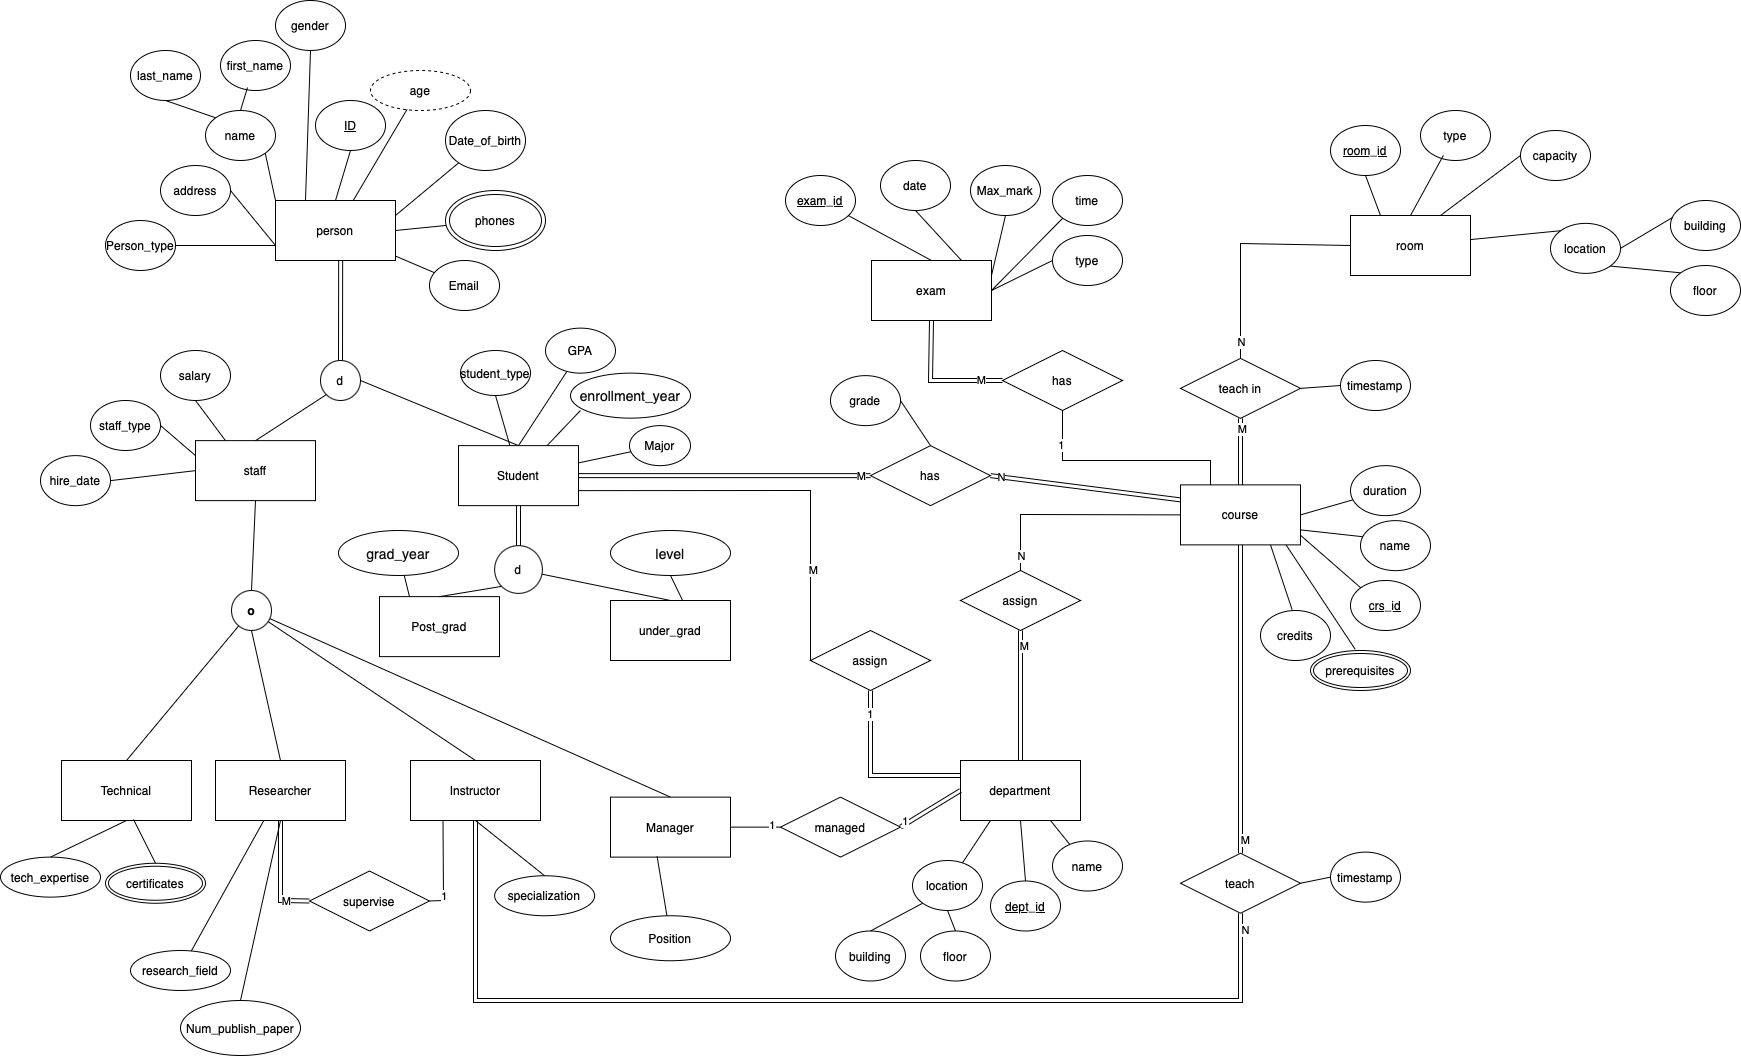 gender
first_name
last_name
age
ID
name
Date_of_birth
address
phones
person
Person_type
Email
exam_id
date
Max_mark
time
type
exam
room_id
type
capacity
building
room
location
floor
d
salary
staff_type
hire_date
staff
student_type
GPA
enrollment_year
Major
Student
grade
M
has
N
M
has
1
N
teach in
timestamp
M
course
duration
name
crs_id
credits
prerequisites
grad_year
d
level
Post_grad
under_grad
M
assign
1
N
assign
M
o
Technical
Researcher
Instructor
Manager
1
managed
1
department
tech_expertise
certificates
M
supervise
1
specialization
Position
research_field
Num_publish_paper
location
dept_id
name
building
floor
M
teach
timestamp
N